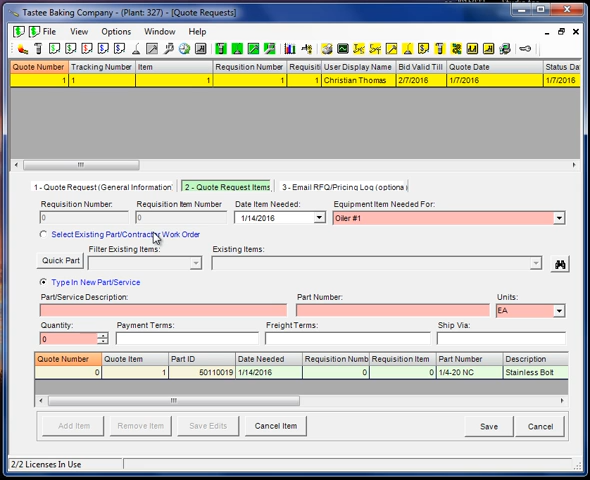 Tastee Baking Company - (Plant: 327) - [Quote Requests]
File View Options Window Help
Quote Number Tracking Number Item Requsition Number Requisiti User Display Name Bid Valid Till Quote Date Status Da
1 1 1 1 1 Christian Thomas 2/7/2016 1/7/2016 1/7/2016
1 - Quote Request (General Information) 2 - Quote Request Items 3 - Email RFQ/Pricing Log (optiona
Requisition Number: Requisition Item Number Date Item Needed: Equipment Item Needed For:
0 0 1/14/2016 Oiler #1
Select Existing Part/Contractor Work Order
Filter Existing Items: Existing Items:
Quick Part
Type In New Part/Service
Part/Service Description: Part Number: Units:
EA
Quantity: Payment Terms: Freight Terms: Ship Via:
0
Quote Number Quote Item Part ID Date Needed Requisition Numb Requisition Item Part Number Description
0 1 50110019 1/14/2016 0 0 1/4-20 NC Stainless Bolt
Add Item Remove Item Save Edits Cancel Item Save Cancel
2/2 Licenses In Use